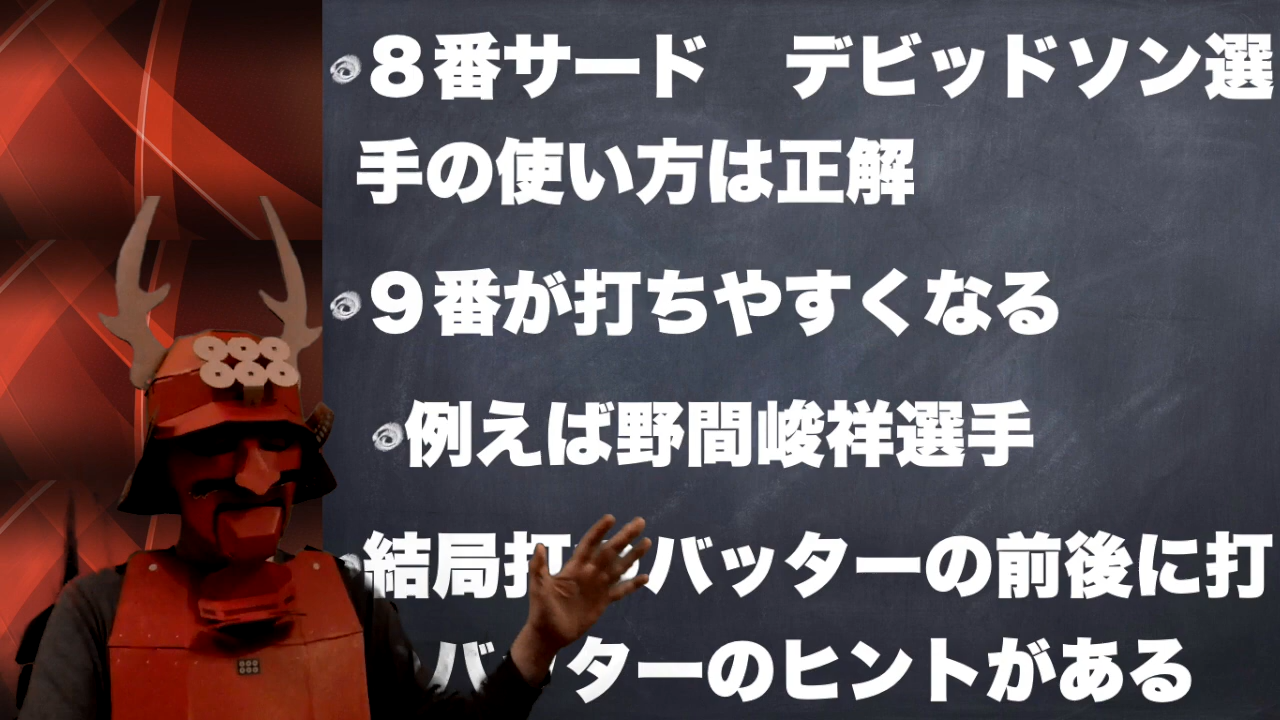 ８番サード　デビッドソン選
手の使い方は正解
９番が打ちやすくなる
例えば野間峻祥選手
結局打つバッターの前後に打
バッターのヒントがある